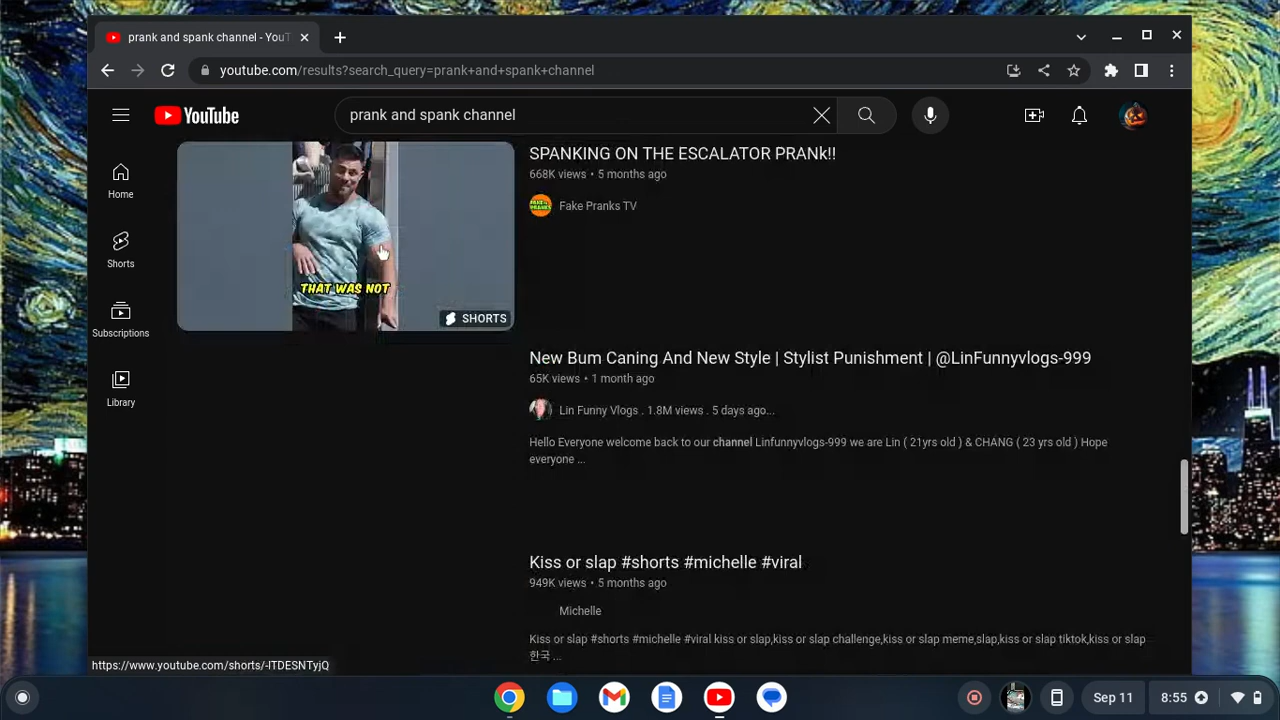 prank and spank channel - YouT
youtube.com/results?search_query=prank+and+spank+channel
YouTube
prank and spank channel
Home
Shorts
Subscriptions
Library
THAT WAS NOT
SHORTS
SPANKING ON THE ESCALATOR PRANk!!
668K views • 5 months ago
Fake Pranks TV
New Bum Caning And New Style | Stylist Punishment | @LinFunnyvlogs-999
65K views • 1 month ago
Lin Funny Vlogs . 1.8M views . 5 days ago...
Hello Everyone welcome back to our channel Linfunnyvlogs-999 we are Lin ( 21yrs old ) & CHANG ( 23 yrs old ) Hope
everyone ...
Kiss or slap #shorts #michelle #viral
949K views • 5 months ago
Michelle
Kiss or slap #shorts #michelle #viral kiss or slap,kiss or slap challenge,kiss or slap meme,slap,kiss or slap tiktok,kiss or slap
한국 ...
https://www.youtube.com/shorts/-lTDESNTyjQ
Sep 11
8:55